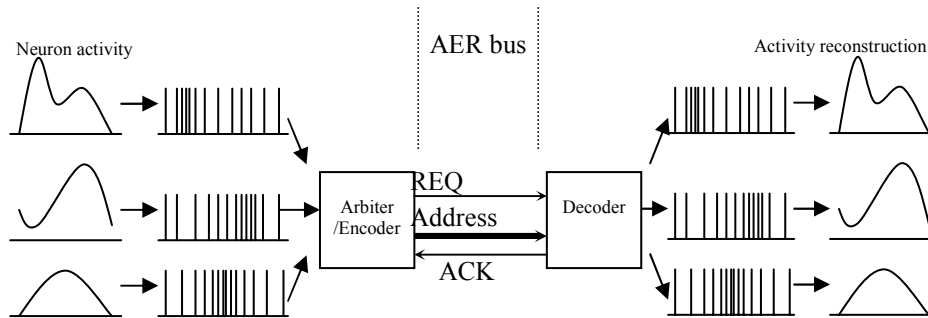 Neuron activity
AER bus
Activity reconstruction
REQ
Arbiter
/Encoder
Address
Decoder
ACK